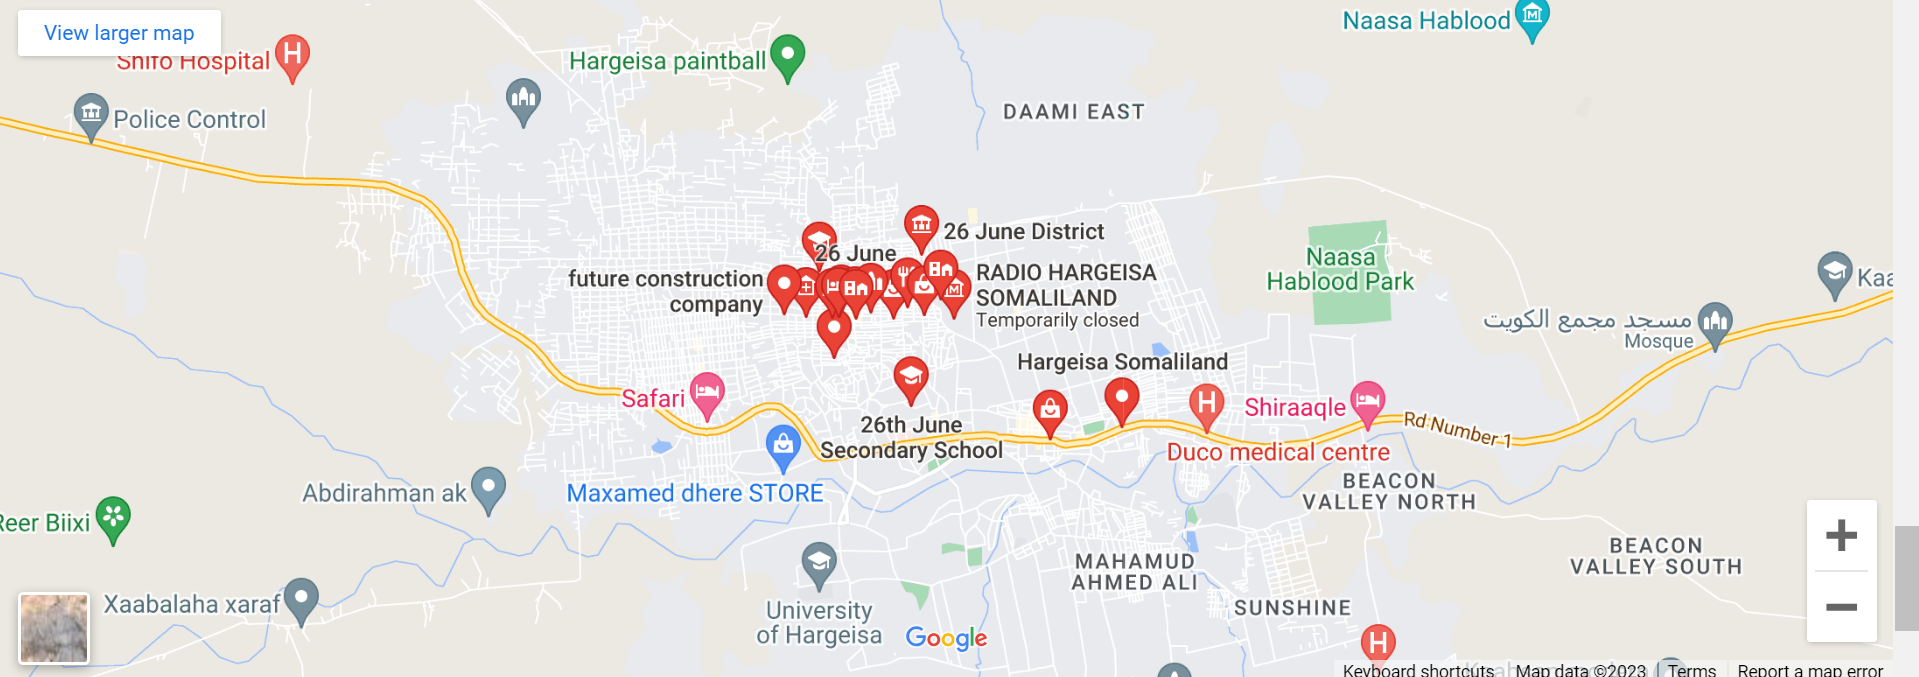 View larger map
Naasa Hablood
Shifo Hospital
Hargeisa paintball
Police Control
DAAMI EAST
26 June District
26 June
future construction
company
RADIO HARGEISA
SOMALILAND
Temporarily closed
Naasa
Hablood Park
Kaa
مسجد مجمع الكويت
Mosque
Hargeisa Somaliland
Safari
Shiraaqle
Rd Number 1
26th June
Secondary School
Duco medical centre
Maxamed dhere STORE
Abdirahman ak
BEACON
VALLEY NORTH
Reer Biixi
BEACON
VALLEY SOUTH
MAHAMUD
AHMED ALI
Xaabalaha xaraf
SUNSHINE
University
of Hargeisa
Google
Keyboard shortcuts
Map data ©2023
Terms
Report a map error